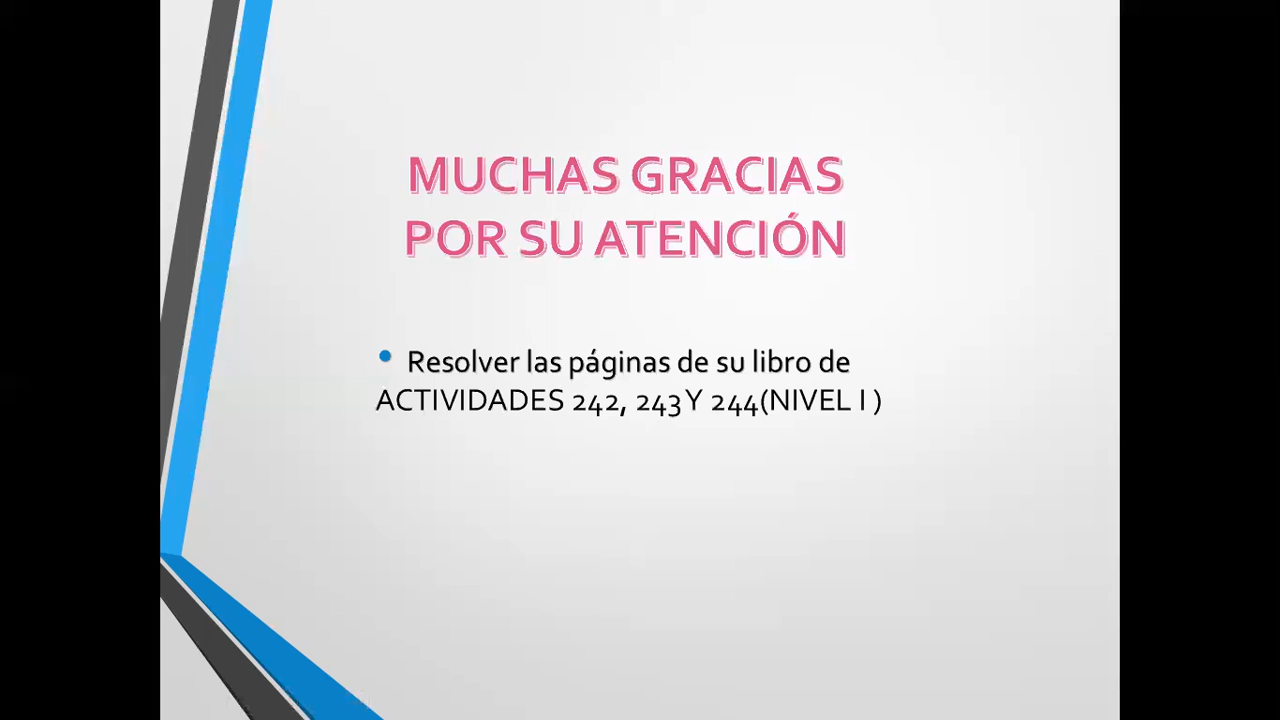 MUCHAS GRACIAS
POR SU ATENCIÓN
• Resolver las páginas de su libro de
ACTIVIDADES 242, 243 Y 244(NIVEL I )